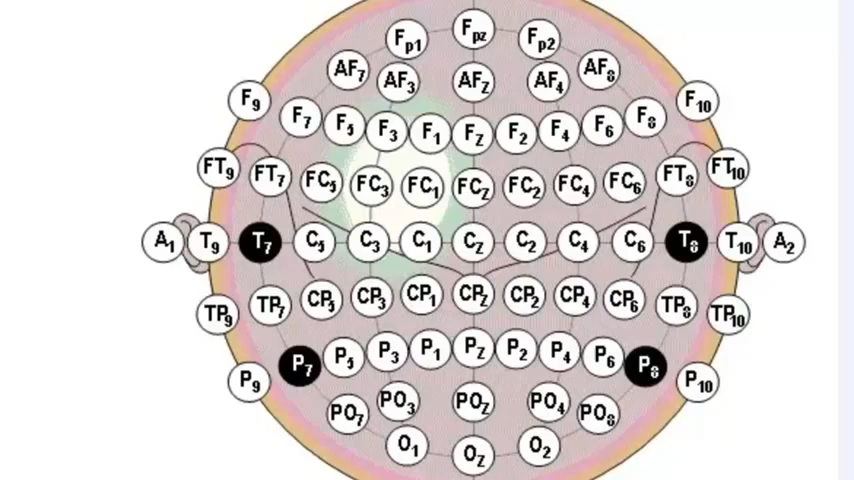 Fp1 Fpz Fp2
AF7 AF3 AFZ AF4 AF8
F9 F7 F5 F3 F1 FZ F2 F4 F6 F8 F10
FT9 FT7 FC5 FC3 FC1 FCZ FC2 FC4 FC6 FT8 FT10
A1 T9 T7 C5 C3 C1 CZ C2 C4 C6 T8 T10 A2
TP9 TP7 CP5 CP3 CP1 CPZ CP2 CP4 CP6 TP8 TP10
P9 P7 P5 P3 P1 PZ P2 P4 P6 P8 P10
PO7 PO3 POZ PO4 PO8
O1 OZ O2